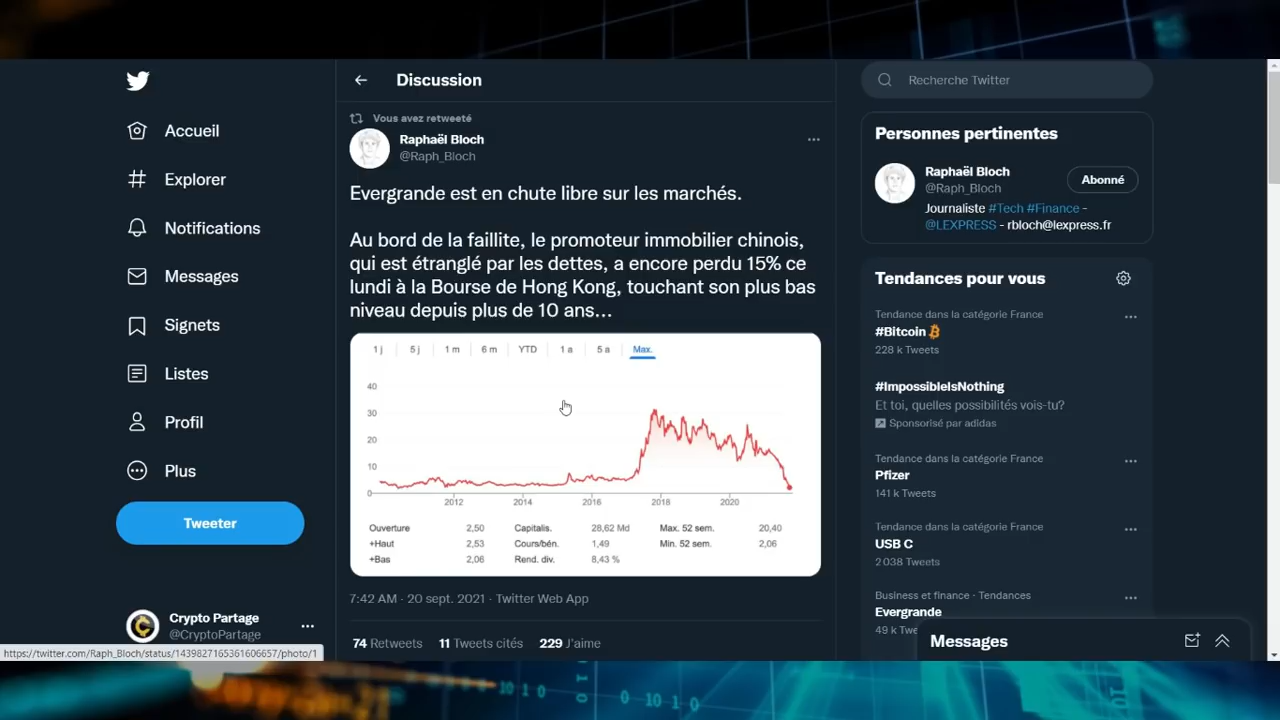 Accueil
Explorer
Notifications
Messages
Signets
Listes
Profil
Plus
Tweeter
Crypto Partage
@CryptoPartage
https://twitter.com/Raph_Bloch/status/1439827165361606657/photo/1
Discussion
Vous avez retweeté
Raphaël Bloch
@Raph_Bloch
Evergrande est en chute libre sur les marchés.
Au bord de la faillite, le promoteur immobilier chinois,
qui est étranglé par les dettes, a encore perdu 15% ce
lundi à la Bourse de Hong Kong, touchant son plus bas
niveau depuis plus de 10 ans...
1 j 5 j 1 m 6 m YTD 1 a 5 a Max.
40
30
20
10
0
2012 2014 2016 2018 2020
Ouverture 2,50 Capitalis. 28,62 Md Max. 52 sem. 20,40
+Haut 2,53 Cours/bén. 1,49 Min. 52 sem. 2,06
+Bas 2,06 Rend. div. 8,43 %
7:42 AM · 20 sept. 2021 · Twitter Web App
74 Retweets 11 Tweets cités 229 J'aime
Recherche Twitter
Personnes pertinentes
Raphaël Bloch
@Raph_Bloch
Abonné
Journaliste #Tech #Finance -
@LEXPRESS - rbloch@lexpress.fr
Tendances pour vous
Tendance dans la catégorie France
#Bitcoin
228 k Tweets
#ImpossibleIsNothing
Et toi, quelles possibilités vois-tu?
Sponsorisé par adidas
Tendance dans la catégorie France
Pfizer
141 k Tweets
Tendance dans la catégorie France
USB C
2 038 Tweets
Business et finance · Tendances
Evergrande
49 k Twe
Messages
10 1 0
0 10 1 0